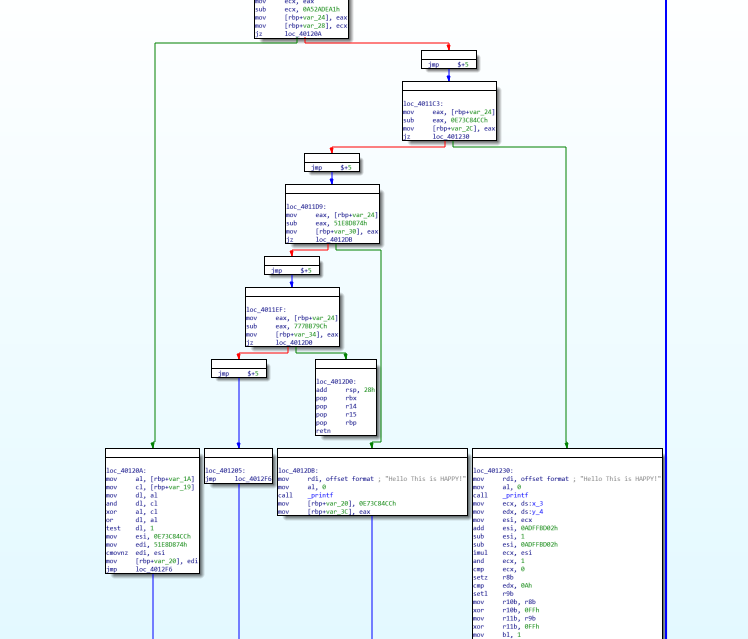 mov ecx, eax
sub ecx, 0A52ADEA1h
mov [rbp+var_24], eax
mov [rbp+var_28], ecx
jz loc_40120A
jmp $+5
loc_4011C3:
mov eax, [rbp+var_24]
sub eax, 0E73C84CCh
mov [rbp+var_2C], eax
jz loc_401230
jmp $+5
loc_4011D9:
mov eax, [rbp+var_24]
sub eax, 51E8D874h
mov [rbp+var_30], eax
jz loc_4012DB
jmp $+5
loc_4011EF:
mov eax, [rbp+var_24]
sub eax, 777BB79Ch
mov [rbp+var_34], eax
jz loc_4012D0
jmp $+5
loc_4012D0:
add rsp, 28h
pop rbx
pop r14
pop r15
pop rbp
retn
loc_40120A:
mov al, [rbp+var_1A]
mov cl, [rbp+var_19]
mov dl, al
and dl, cl
xor al, cl
or dl, al
test dl, 1
mov esi, 0E73C84CCh
mov edi, 51E8D874h
cmovnz edi, esi
mov [rbp+var_20], edi
jmp loc_4012F6
loc_401205:
jmp loc_4012F6
loc_4012DB:
mov rdi, offset format ; "Hello This is HAPPY!"
mov al, 0
call _printf
mov [rbp+var_20], 0E73C84CCh
mov [rbp+var_3C], eax
loc_401230:
mov rdi, offset format ; "Hello This is HAPPY!"
mov al, 0
call _printf
mov ecx, ds:x_3
mov edx, ds:y_4
mov esi, ecx
add esi, 0ADFFBD02h
sub esi, 1
sub esi, 0ADFFBD02h
imul ecx, esi
and ecx, 1
cmp ecx, 0
setz r8b
cmp edx, 0Ah
setl r9b
mov r10b, r8b
xor r10b, 0FFh
mov r11b, r9b
xor r11b, 0FFh
mov bl, 1